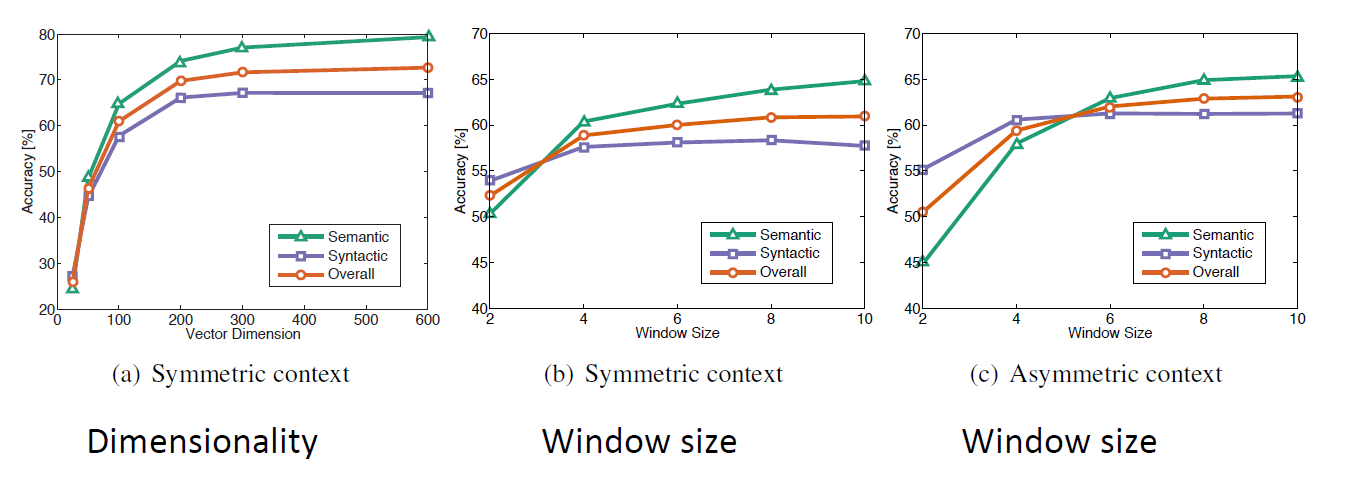 80
70
60
50
40
30
20
0
100
200
300
400
500
600
Accuracy [%]
Vector Dimension
Semantic
Syntactic
Overall
(a) Symmetric context
Dimensionality
70
65
60
55
50
45
40
2
4
6
8
10
Accuracy [%]
Window Size
Semantic
Syntactic
Overall
(b) Symmetric context
Window size
70
65
60
55
50
45
40
2
4
6
8
10
Accuracy [%]
Window Size
Semantic
Syntactic
Overall
(c) Asymmetric context
Window size